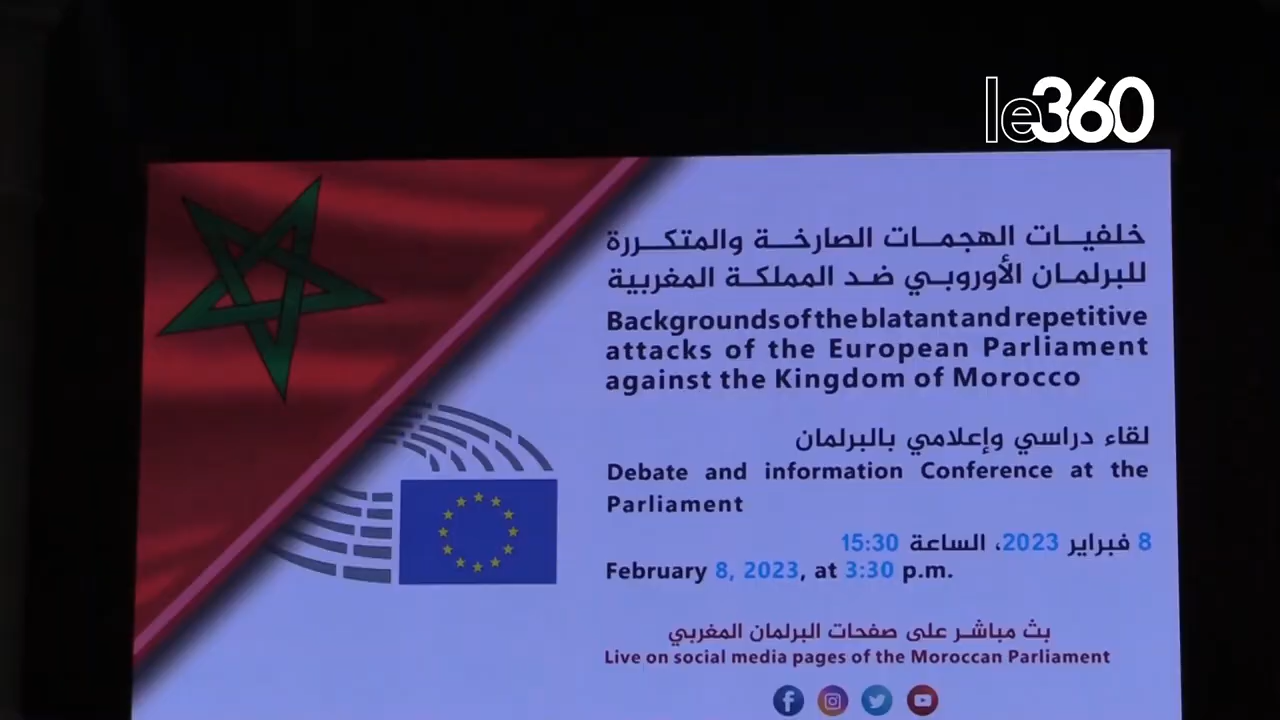 le360
خلفيات الهجمات الصارخة والمتكررة
للبرلمان الأوروبي ضد المملكة المغربية
Backgrounds of the blatant and repetitive
attacks of the European Parliament
against the Kingdom of Morocco
لقاء دراسي وإعلامي بالبرلمان
Debate and information Conference at the
Parliament
8 فبراير 2023، الساعة 15:30
February 8, 2023, at 3:30 p.m.
بث مباشر على صفحات البرلمان المغربي
Live on social media pages of the Moroccan Parliament